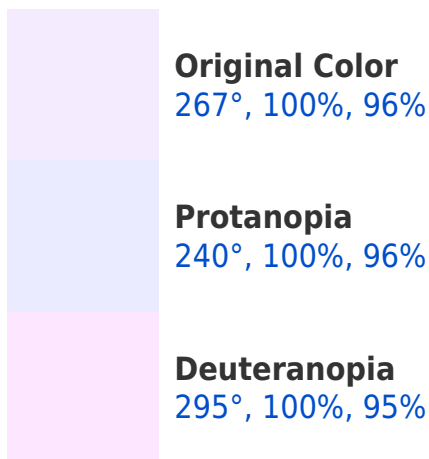 Original Color
267°, 100%, 96%
Protanopia
240°, 100%, 96%
Deuteranopia
295°, 100%, 95%